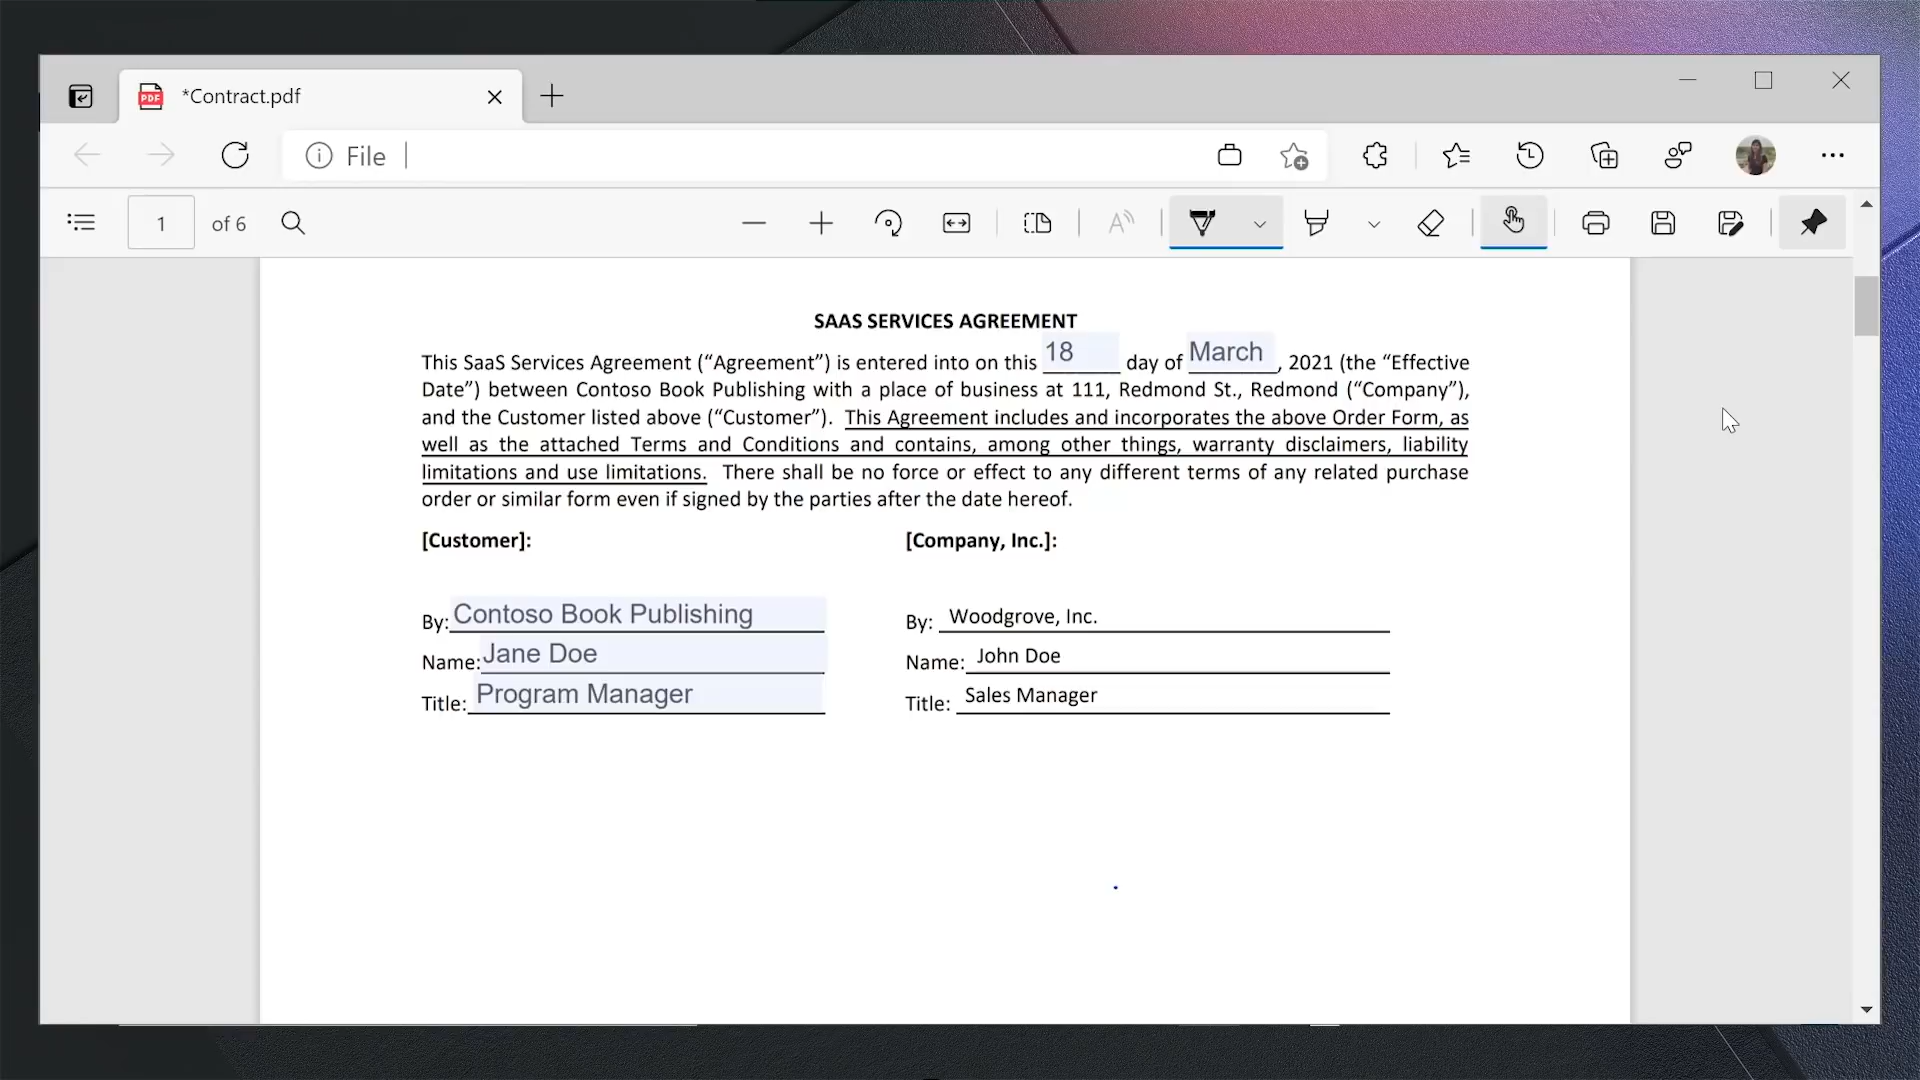 *Contract.pdf
File
1 of 6
SAAS SERVICES AGREEMENT
This SaaS Services Agreement (“Agreement”) is entered into on this 18 day of March, 2021 (the “Effective
Date”) between Contoso Book Publishing with a place of business at 111, Redmond St., Redmond (“Company”),
and the Customer listed above (“Customer”). This Agreement includes and incorporates the above Order Form, as
well as the attached Terms and Conditions and contains, among other things, warranty disclaimers, liability
limitations and use limitations. There shall be no force or effect to any different terms of any related purchase
order or similar form even if signed by the parties after the date hereof.
[Customer]:
By: Contoso Book Publishing
Name: Jane Doe
Title: Program Manager
[Company, Inc.]:
By: Woodgrove, Inc.
Name: John Doe
Title: Sales Manager